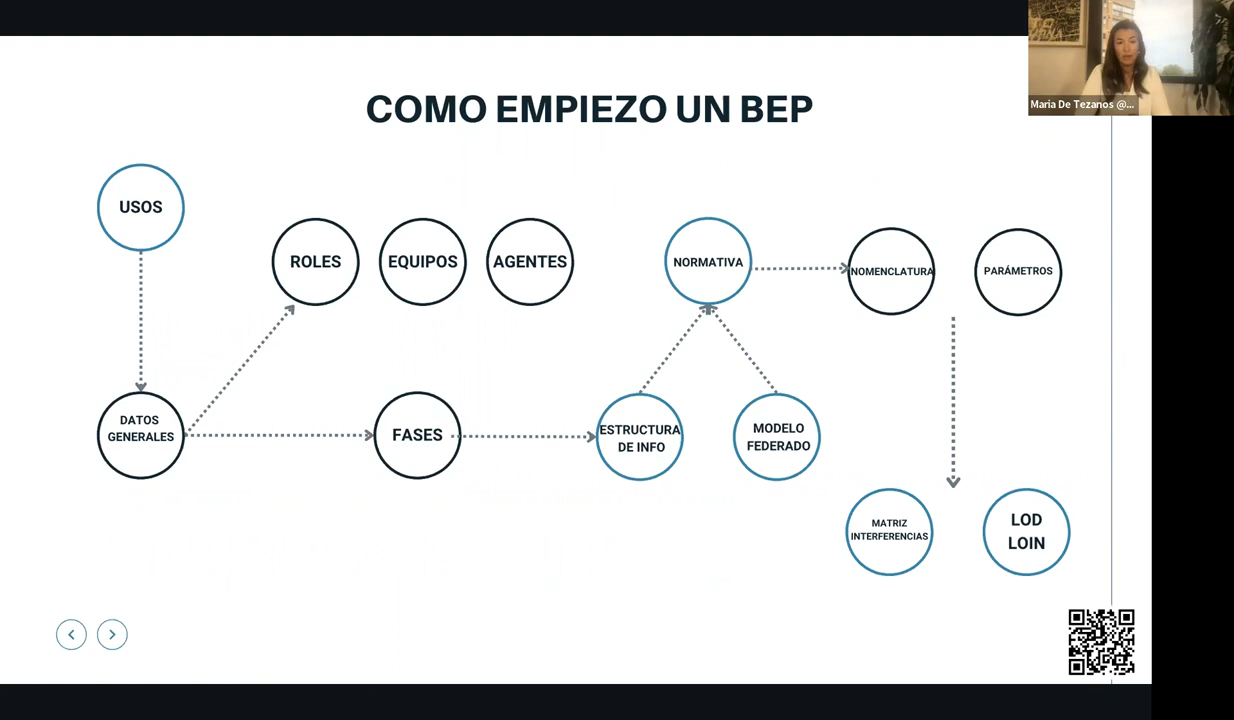 Maria De Tezanos @...
COMO EMPIEZO UN BEP
USOS
ROLES
EQUIPOS
AGENTES
NORMATIVA
NOMENCLATURA
PARÁMETROS
DATOS
GENERALES
FASES
ESTRUCTURA
DE INFO
MODELO
FEDERADO
MATRIZ
INTERFERENCIAS
LOD
LOIN